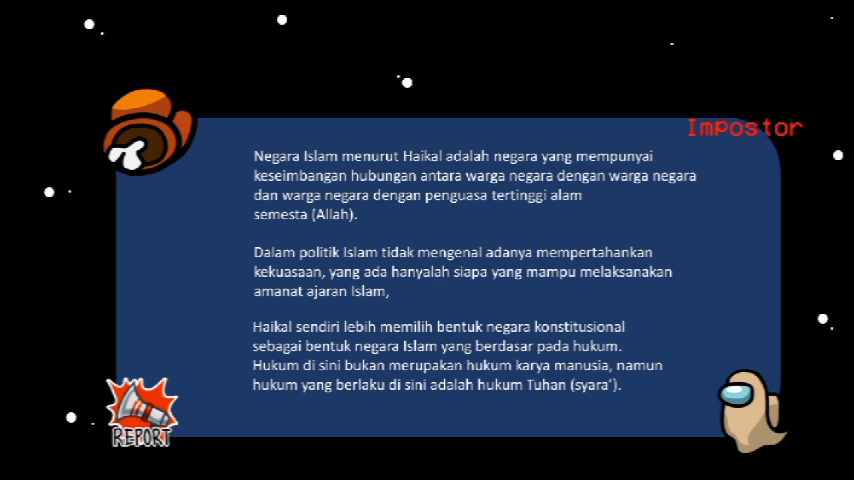 Impostor
Negara Islam menurut Haikal adalah negara yang mempunyai
keseimbangan hubungan antara warga negara dengan warga negara
dan warga negara dengan penguasa tertinggi alam
semesta (Allah).
Dalam politik Islam tidak mengenal adanya mempertahankan
kekuasaan, yang ada hanyalah siapa yang mampu melaksanakan
amanat ajaran Islam,
Haikal sendiri lebih memilih bentuk negara konstitusional
sebagai bentuk negara Islam yang berdasar pada hukum.
Hukum di sini bukan merupakan hukum karya manusia, namun
hukum yang berlaku di sini adalah hukum Tuhan (syara’).
REPORT